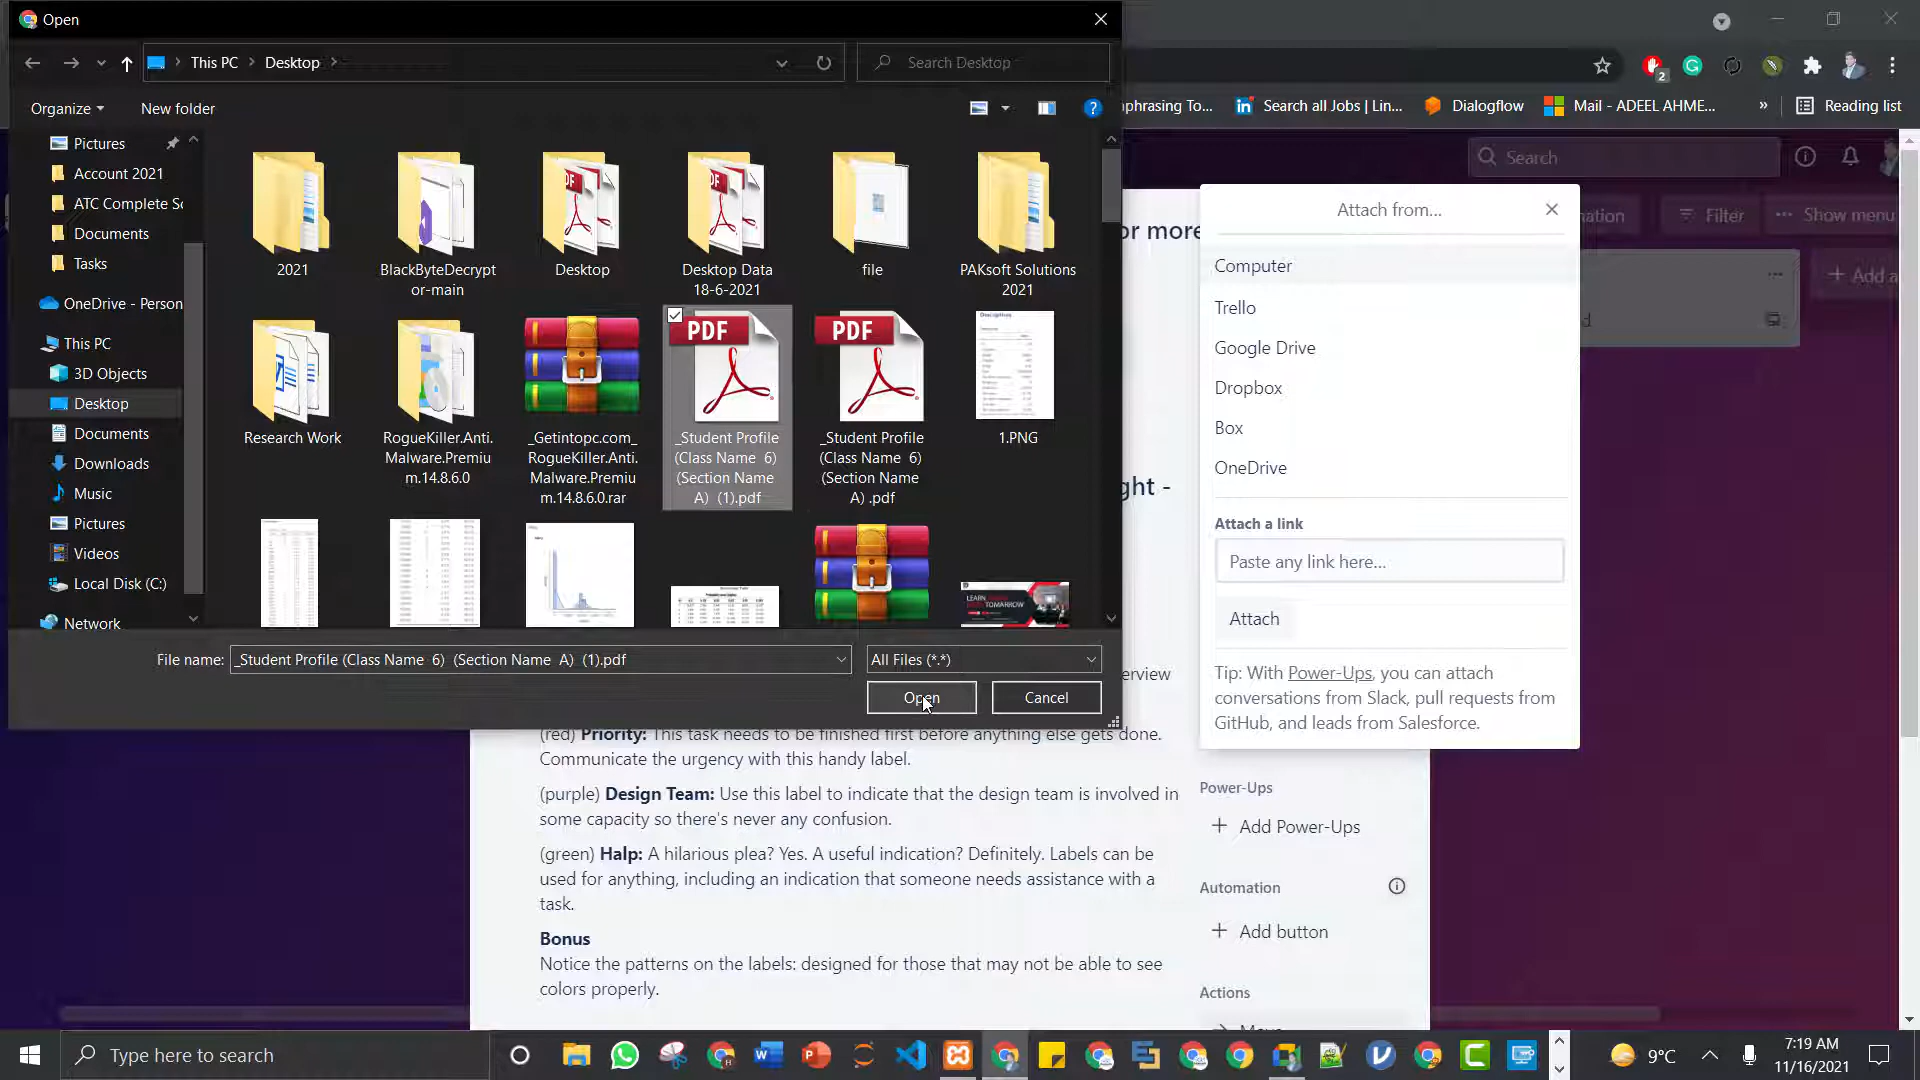 Open
This PC
Desktop
Search Desktop
Organize
New folder
Pictures
Account 2021
ATC Complete Sc
Documents
Tasks
OneDrive - Person
This PC
3D Objects
Desktop
Documents
Downloads
Music
Pictures
Videos
Local Disk (C:)
Network
2021
BlackByteDecrypt
or-main
Desktop
Desktop Data
18-6-2021
file
PAKsoft Solutions
2021
Research Work
RogueKiller.Anti.
Malware.Premiu
m.14.8.6.0
_Getintopc.com_
RogueKiller.Anti.
Malware.Premiu
m.14.8.6.0.rar
PDF
_Student Profile
(Class Name 6)
(Section Name
A) (1).pdf
PDF
_Student Profile
(Class Name 6)
(Section Name
A) .pdf
1.PNG
LEARN
TOMORROW
File name:
_Student Profile (Class Name 6) (Section Name A) (1).pdf
All Files (*.*)
Open
Cancel
2
phrasing To...
Search all Jobs | Lin...
Dialogflow
Mail - ADEEL AHME...
»
Reading list
Search
ation
Filter
Show menu
Add a
d
or more
ght -
erview
Attach from...
Computer
Trello
Google Drive
Dropbox
Box
OneDrive
Attach a link
Paste any link here...
Attach
Tip: With Power-Ups, you can attach
conversations from Slack, pull requests from
GitHub, and leads from Salesforce.
(red) Priority: This task needs to be finished first before anything else gets done.
Communicate the urgency with this handy label.
(purple) Design Team: Use this label to indicate that the design team is involved in
some capacity so there's never any confusion.
(green) Halp: A hilarious plea? Yes. A useful indication? Definitely. Labels can be
used for anything, including an indication that someone needs assistance with a
task.
Bonus
Notice the patterns on the labels: designed for those that may not be able to see
colors properly.
Power-Ups
Add Power-Ups
Automation
Add button
Actions
Move
Type here to search
9°C
7:19 AM
11/16/2021